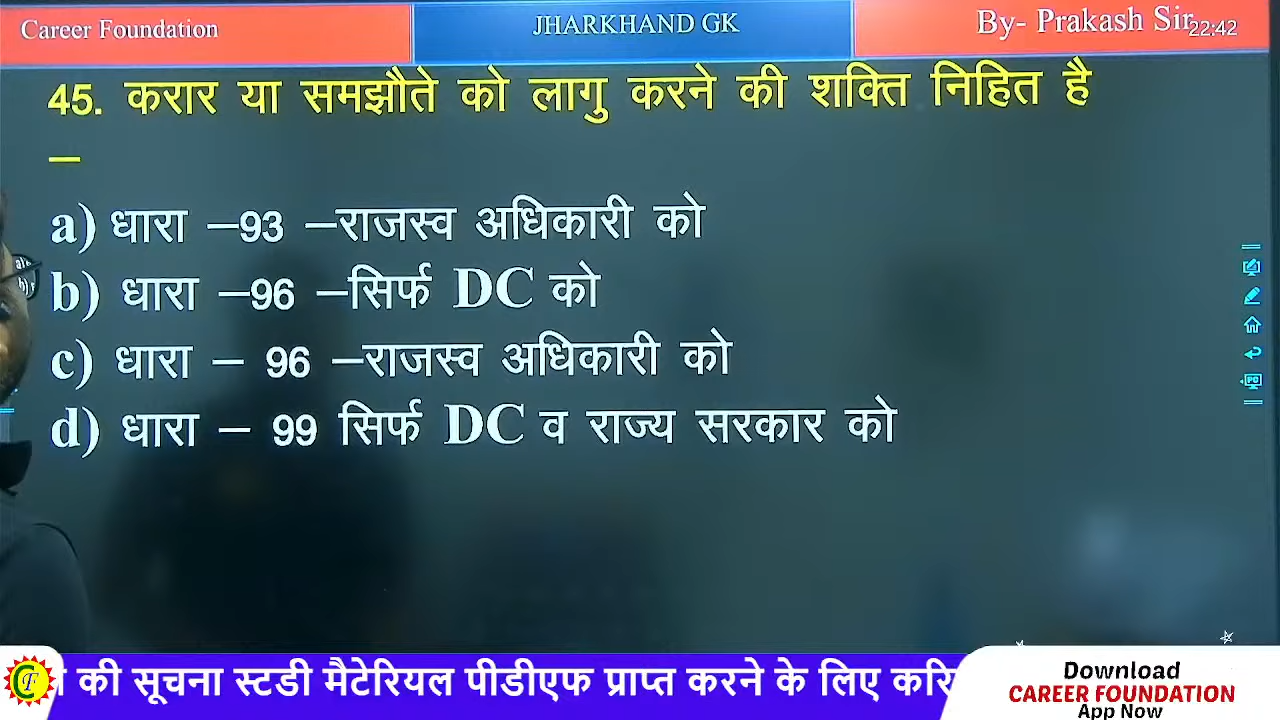 Career Foundation
JHARKHAND GK
By- Prakash Sir
22:42
45. करार या समझौते को लागु करने की शक्ति निहित है
–
a) धारा –93 –राजस्व अधिकारी को
b) धारा –96 –सिर्फ DC को
c) धारा – 96 –राजस्व अधिकारी को
d) धारा – 99 सिर्फ DC व राज्य सरकार को
की सूचना स्टडी मैटेरियल पीडीएफ प्राप्त करने के लिए करि
Download
CAREER FOUNDATION
App Now